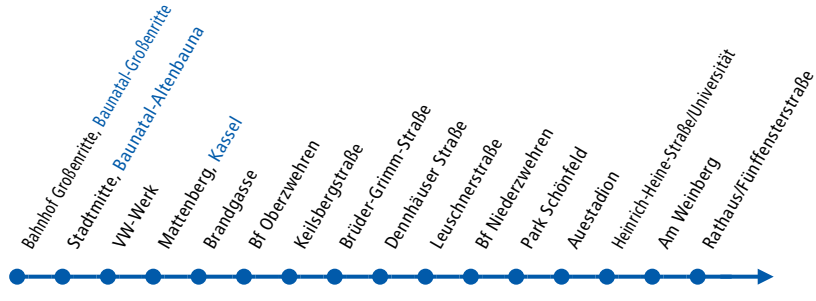 Bahnhof Großenritte, Baunatal-Großenritte
Stadtmitte, Baunatal-Altenbauna
VW-Werk
Mattenberg, Kassel
Brandgasse
Bf Oberzwehren
Keilsbergstraße
Brüder-Grimm-Straße
Dennhäuser Straße
Leuschnerstraße
Bf Niederzwehren
Park Schönfeld
Auestadion
Heinrich-Heine-Straße/Universität
Am Weinberg
Rathaus/Fünffensterstraße